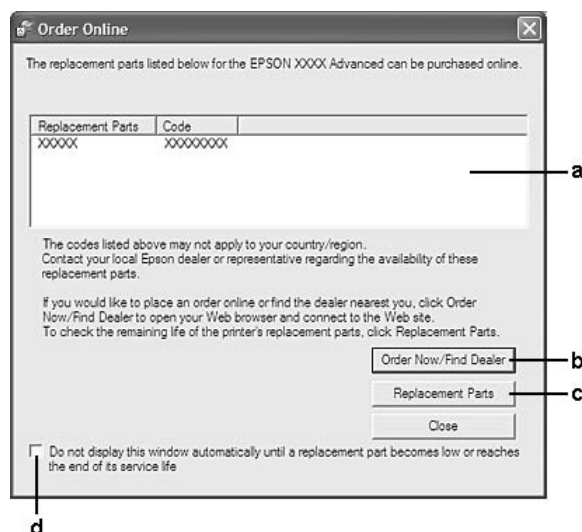 Order Online
The replacement parts listed below for the EPSON XXXX Advanced can be purchased online.
Replacement Parts Code
XXXXX XXXXXXXX
a
The codes listed above may not apply to your country/region.
Contact your local Epson dealer or representative regarding the availability of these
replacement parts.
If you would like to place an order online or find the dealer nearest you, click Order
Now/Find Dealer to open your Web browser and connect to the Web site.
To check the remaining life of the printer's replacement parts, click Replacement Parts.
Order Now/Find Dealer b
Replacement Parts c
Close
Do not display this window automatically until a replacement part becomes low or reaches
the end of its service life
d